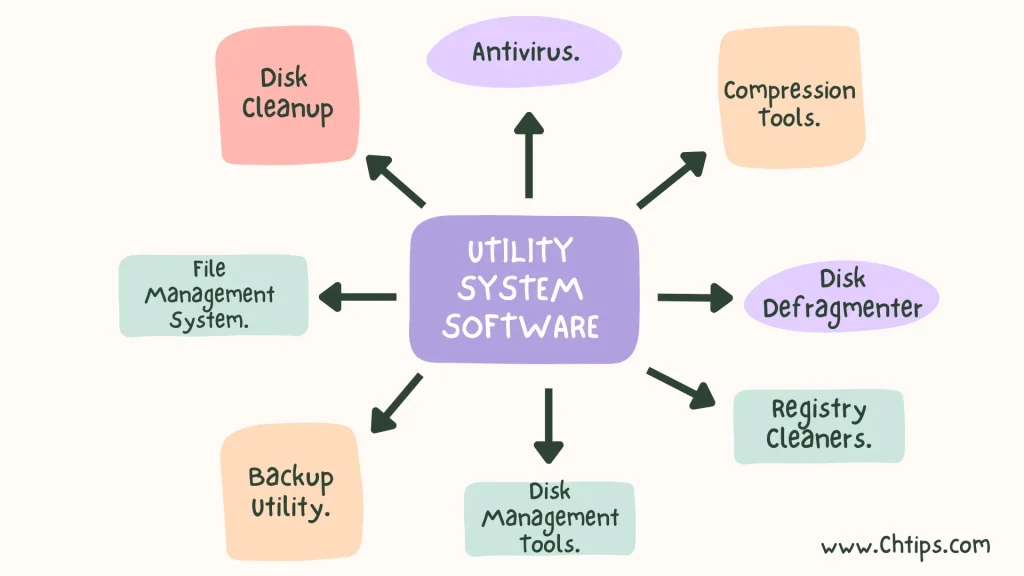 Disk
Cleanup
Antivirus.
Compression
Tools.
UTILITY
SYSTEM
SOFTWARE
File
Management
System.
Disk
Defragmenter
Registry
Cleaners.
Backup
Utility.
Disk
Management
Tools.
www.Chtips.com